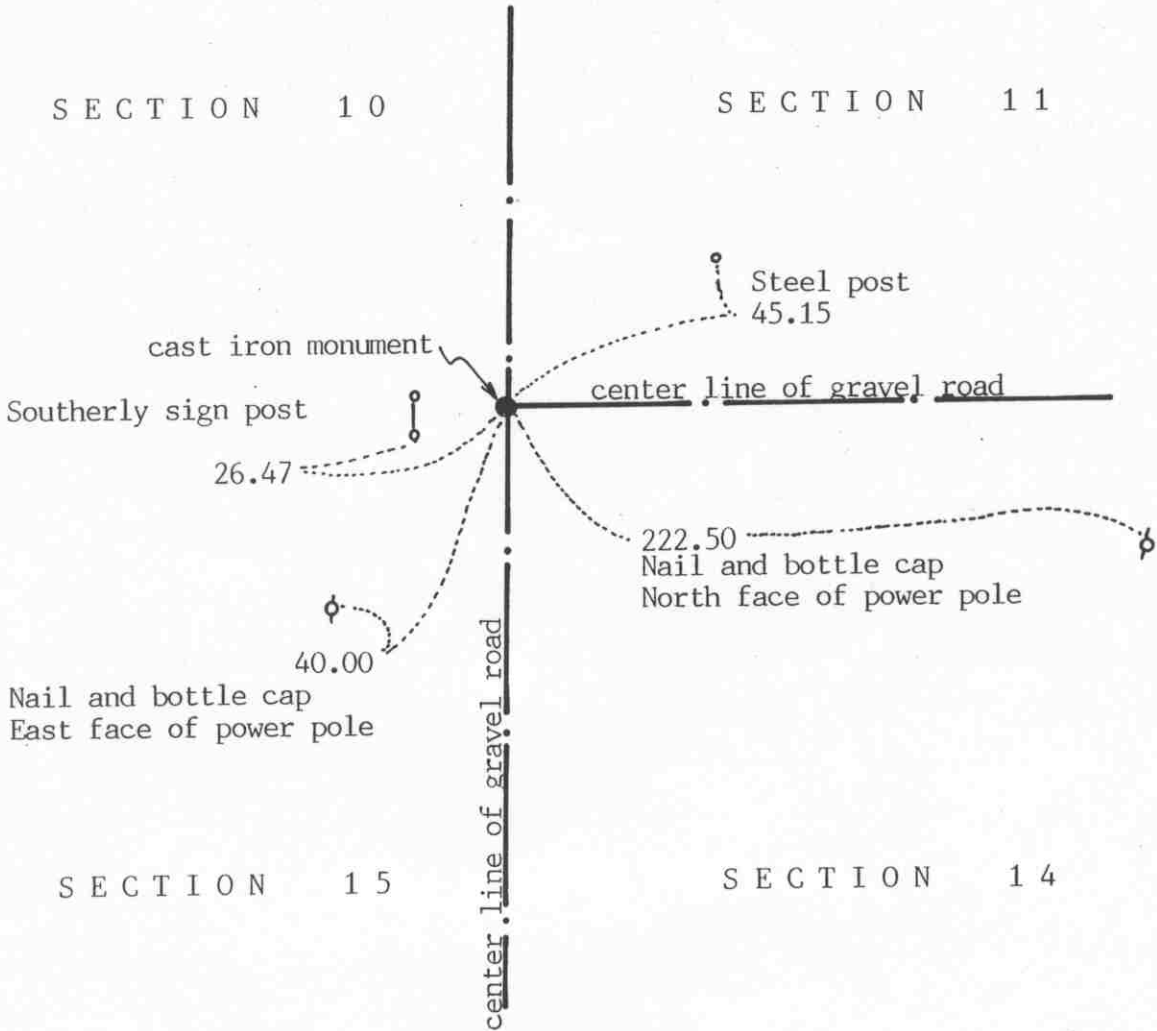 SECTION 10
SECTION 11
Steel post
45.15
cast iron monument
center line of gravel road
Southerly sign post
26.47
222.50
Nail and bottle cap
North face of power pole
40.00
Nail and bottle cap
East face of power pole
center line of gravel road
SECTION 15
SECTION 14